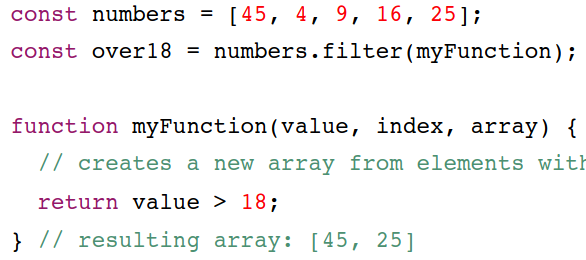 const numbers = [45, 4, 9, 16, 25];
const over18 = numbers.filter(myFunction);
function myFunction(value, index, array) {
// creates a new array from elements with
return value > 18;
} // resulting array: [45, 25]